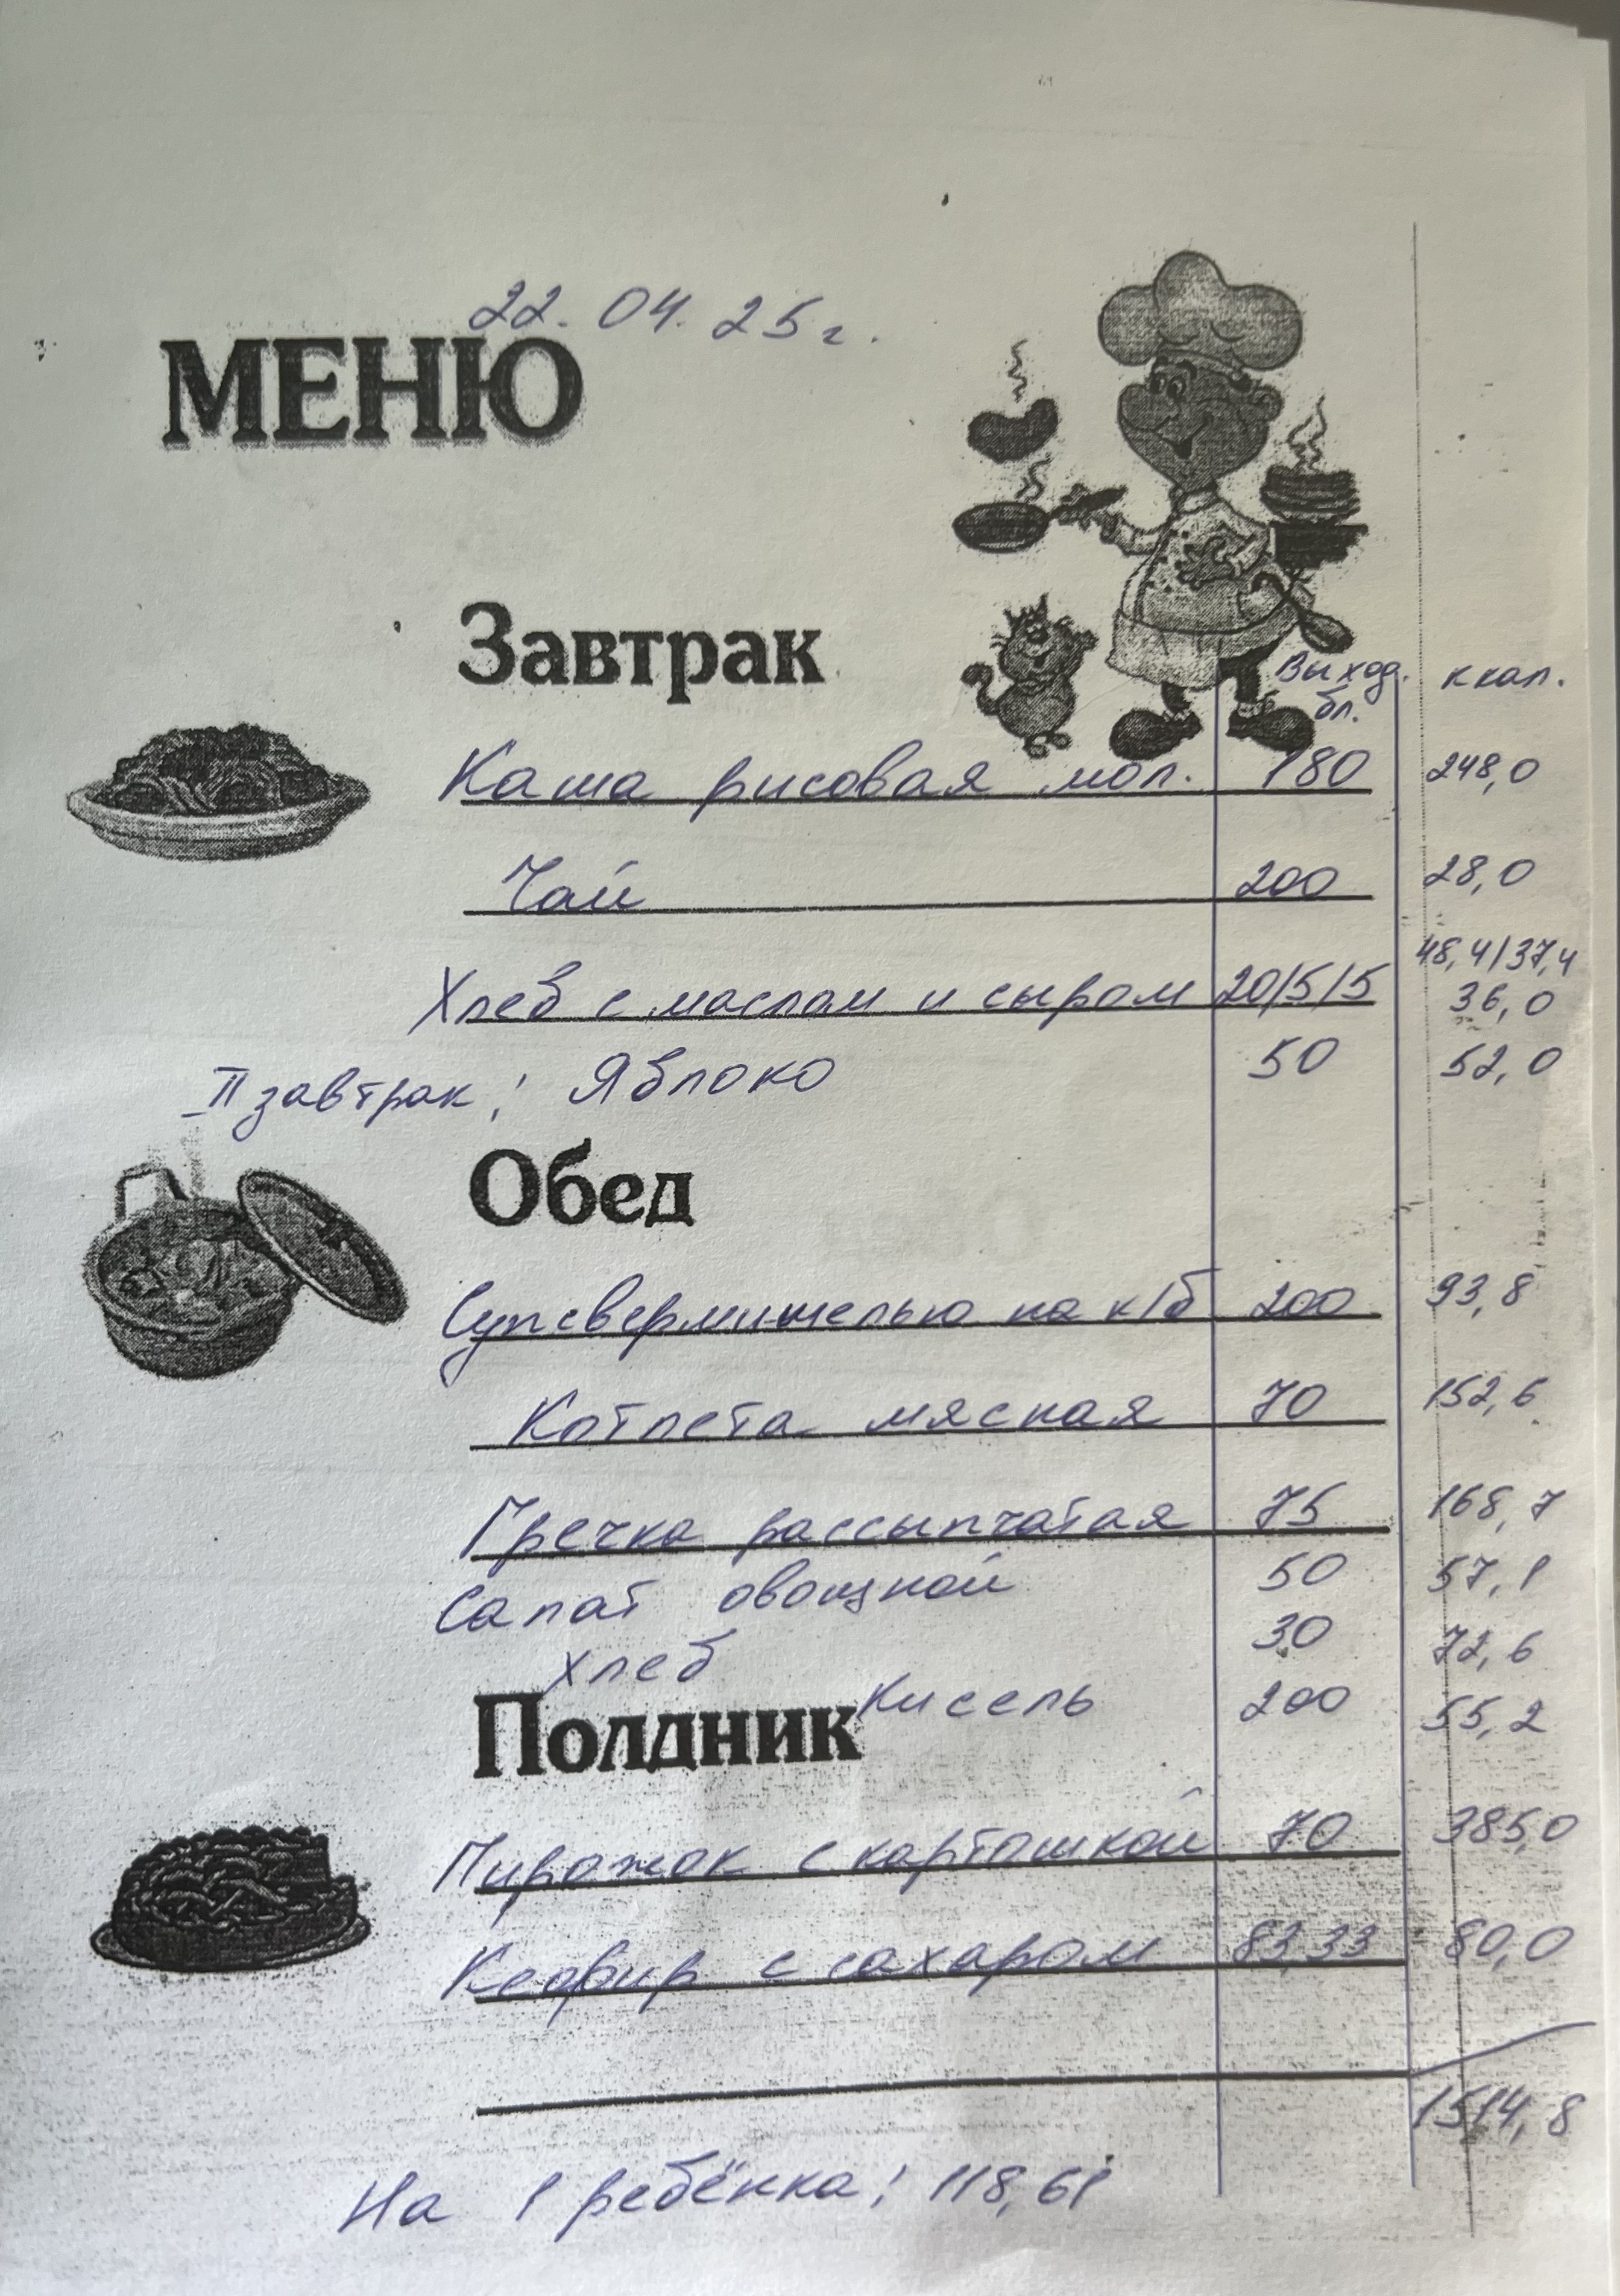 22.04.25г.
МЕНЮ
Завтрак
Выход бл. ккал.
Каша рисовая мол. 180 248,0
Чай 200 28,0
Хлеб с маслом и сыром 20/5/5 48,4/37,4 36,0
II завтрак: Яблоко 50 52,0
Обед
Суп с вермишелью на к/б 200 93,8
Котлета мясная 70 152,6
Гречка рассыпчатая 75 168,7
Салат овощной 50 57,1
Хлеб 30 72,6
Кисель 200 55,2
Полдник
Пирожок с картошкой 70 385,0
Кефир с сахаром 83,33 80,0
1514,8
На 1 ребёнка: 118,61